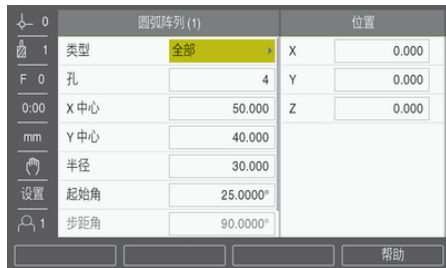 0 圆弧阵列 (1) 位置
1 类型 全部 X 0.000
F 0 孔 4 Y 0.000
0:00 X 中心 50.000 Z 0.000
mm Y 中心 40.000
半径 30.000
设置 起始角 25.0000°
1 步距角 90.0000°
帮助